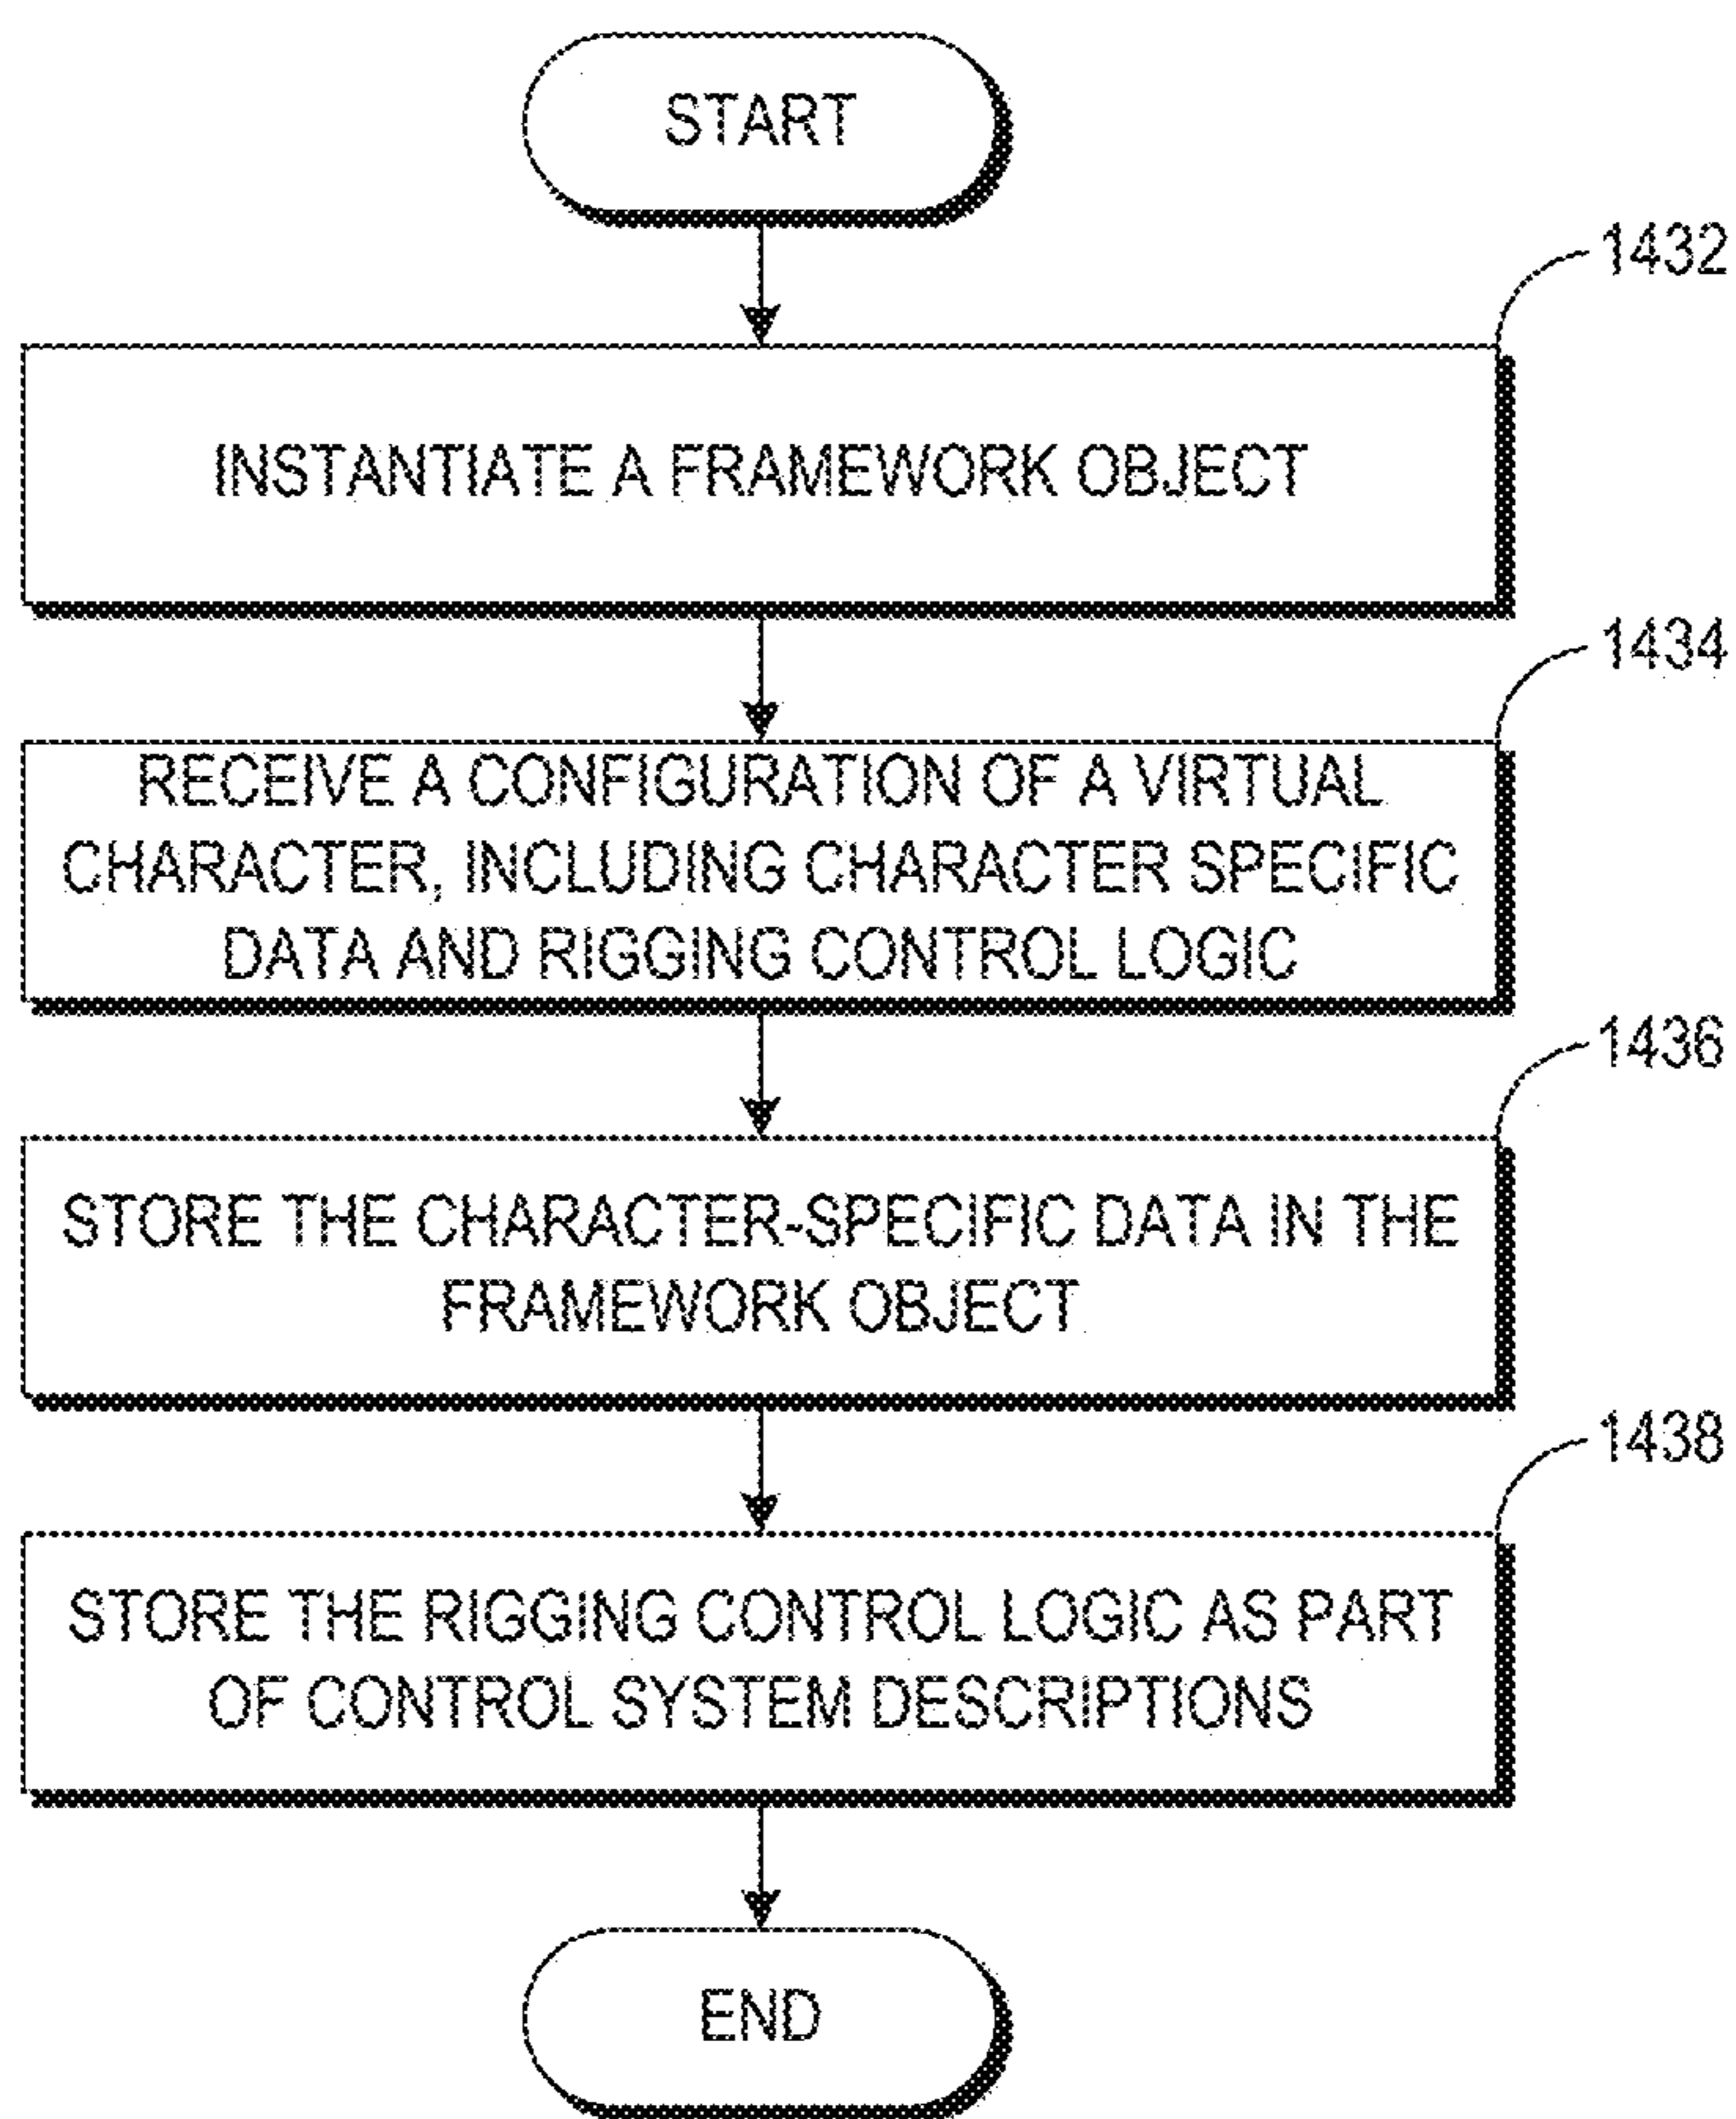 START
1432
INSTANTIATE A FRAMEWORK OBJECT
1434
RECEIVE A CONFIGURATION OF A VIRTUAL
CHARACTER, INCLUDING CHARACTER SPECIFIC
DATA AND RIGGING CONTROL LOGIC
1436
STORE THE CHARACTER-SPECIFIC DATA IN THE
FRAMEWORK OBJECT
1438
STORE THE RIGGING CONTROL LOGIC AS PART
OF CONTROL SYSTEM DESCRIPTIONS
END